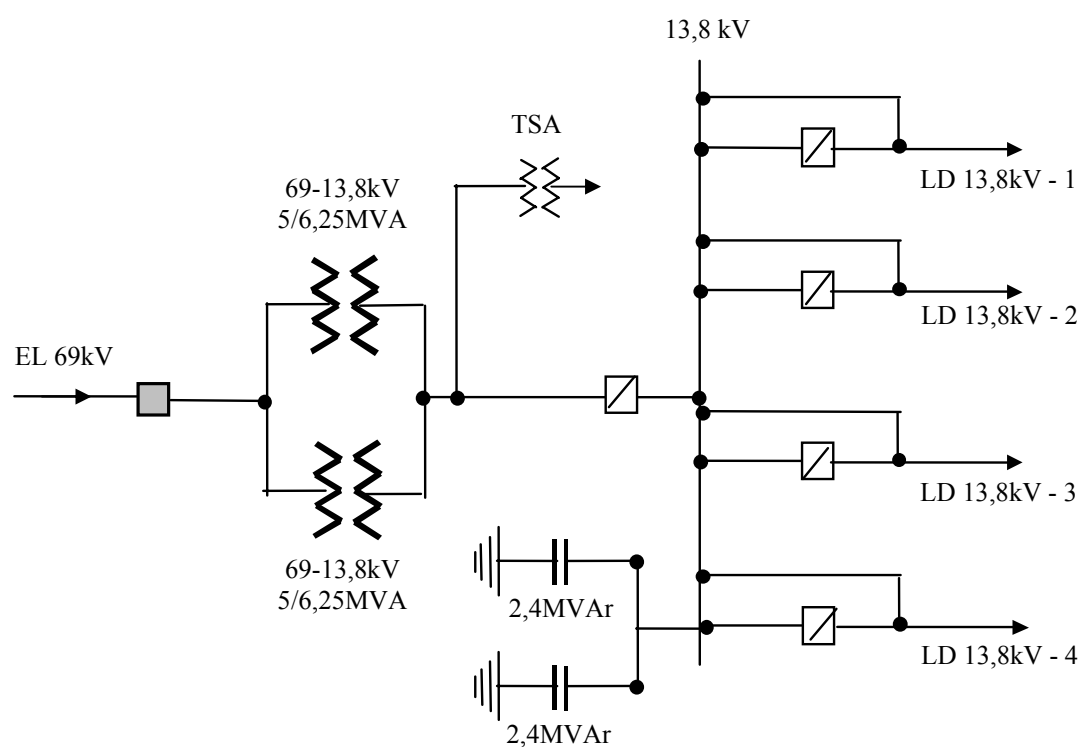 13,8 kV
TSA
69-13,8kV
5/6,25MVA
LD 13,8kV - 1
LD 13,8kV - 2
EL 69kV
LD 13,8kV - 3
69-13,8kV
5/6,25MVA
2,4MVAr
LD 13,8kV - 4
2,4MVAr